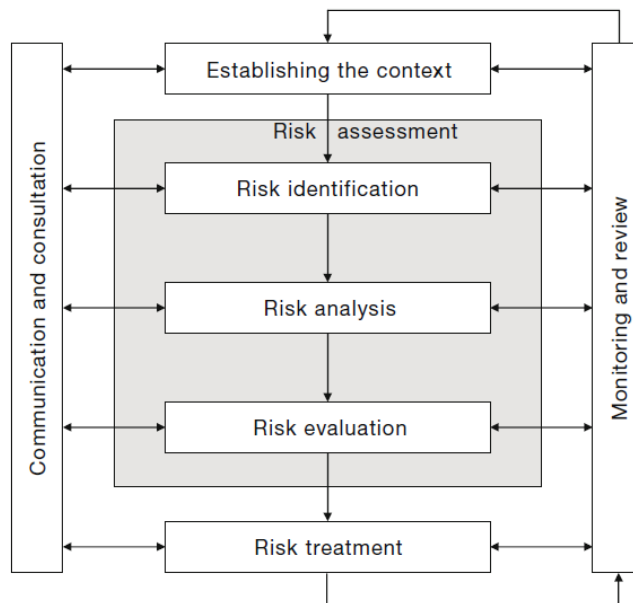 Establishing the context
Risk assessment
Risk identification
Risk analysis
Risk evaluation
Risk treatment
Communication and consultation
Monitoring and review